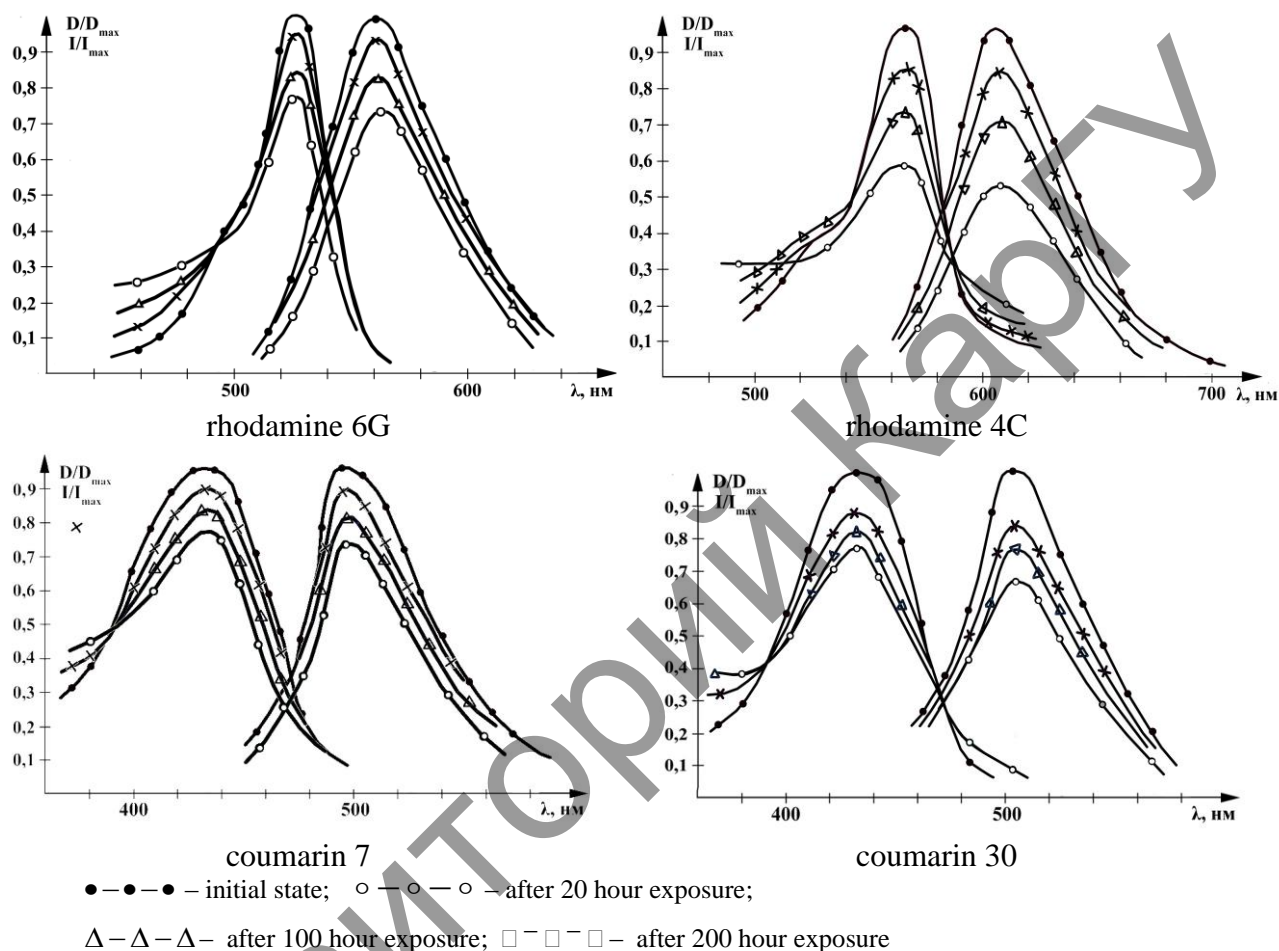 D/Dmax
I/Imax
0,9
0,8
0,7
0,6
0,5
0,4
0,3
0,2
0,1
500
600
λ, нм
rhodamine 6G
D/Dmax
I/Imax
0,9
0,8
0,7
0,6
0,5
0,4
0,3
0,2
0,1
500
600
700
λ, нм
rhodamine 4C
D/Dmax
I/Imax
0,9
0,8
0,7
0,6
0,5
0,4
0,3
0,2
0,1
400
500
λ, нм
coumarin 7
D/Dmax
I/Imax
0,9
0,8
0,7
0,6
0,5
0,4
0,3
0,2
0,1
400
500
λ, нм
coumarin 30
●–●–● – initial state; ○–○–○ – after 20 hour exposure;
Δ–Δ–Δ– after 100 hour exposure; □–□–□– after 200 hour exposure
иторий КарГУ